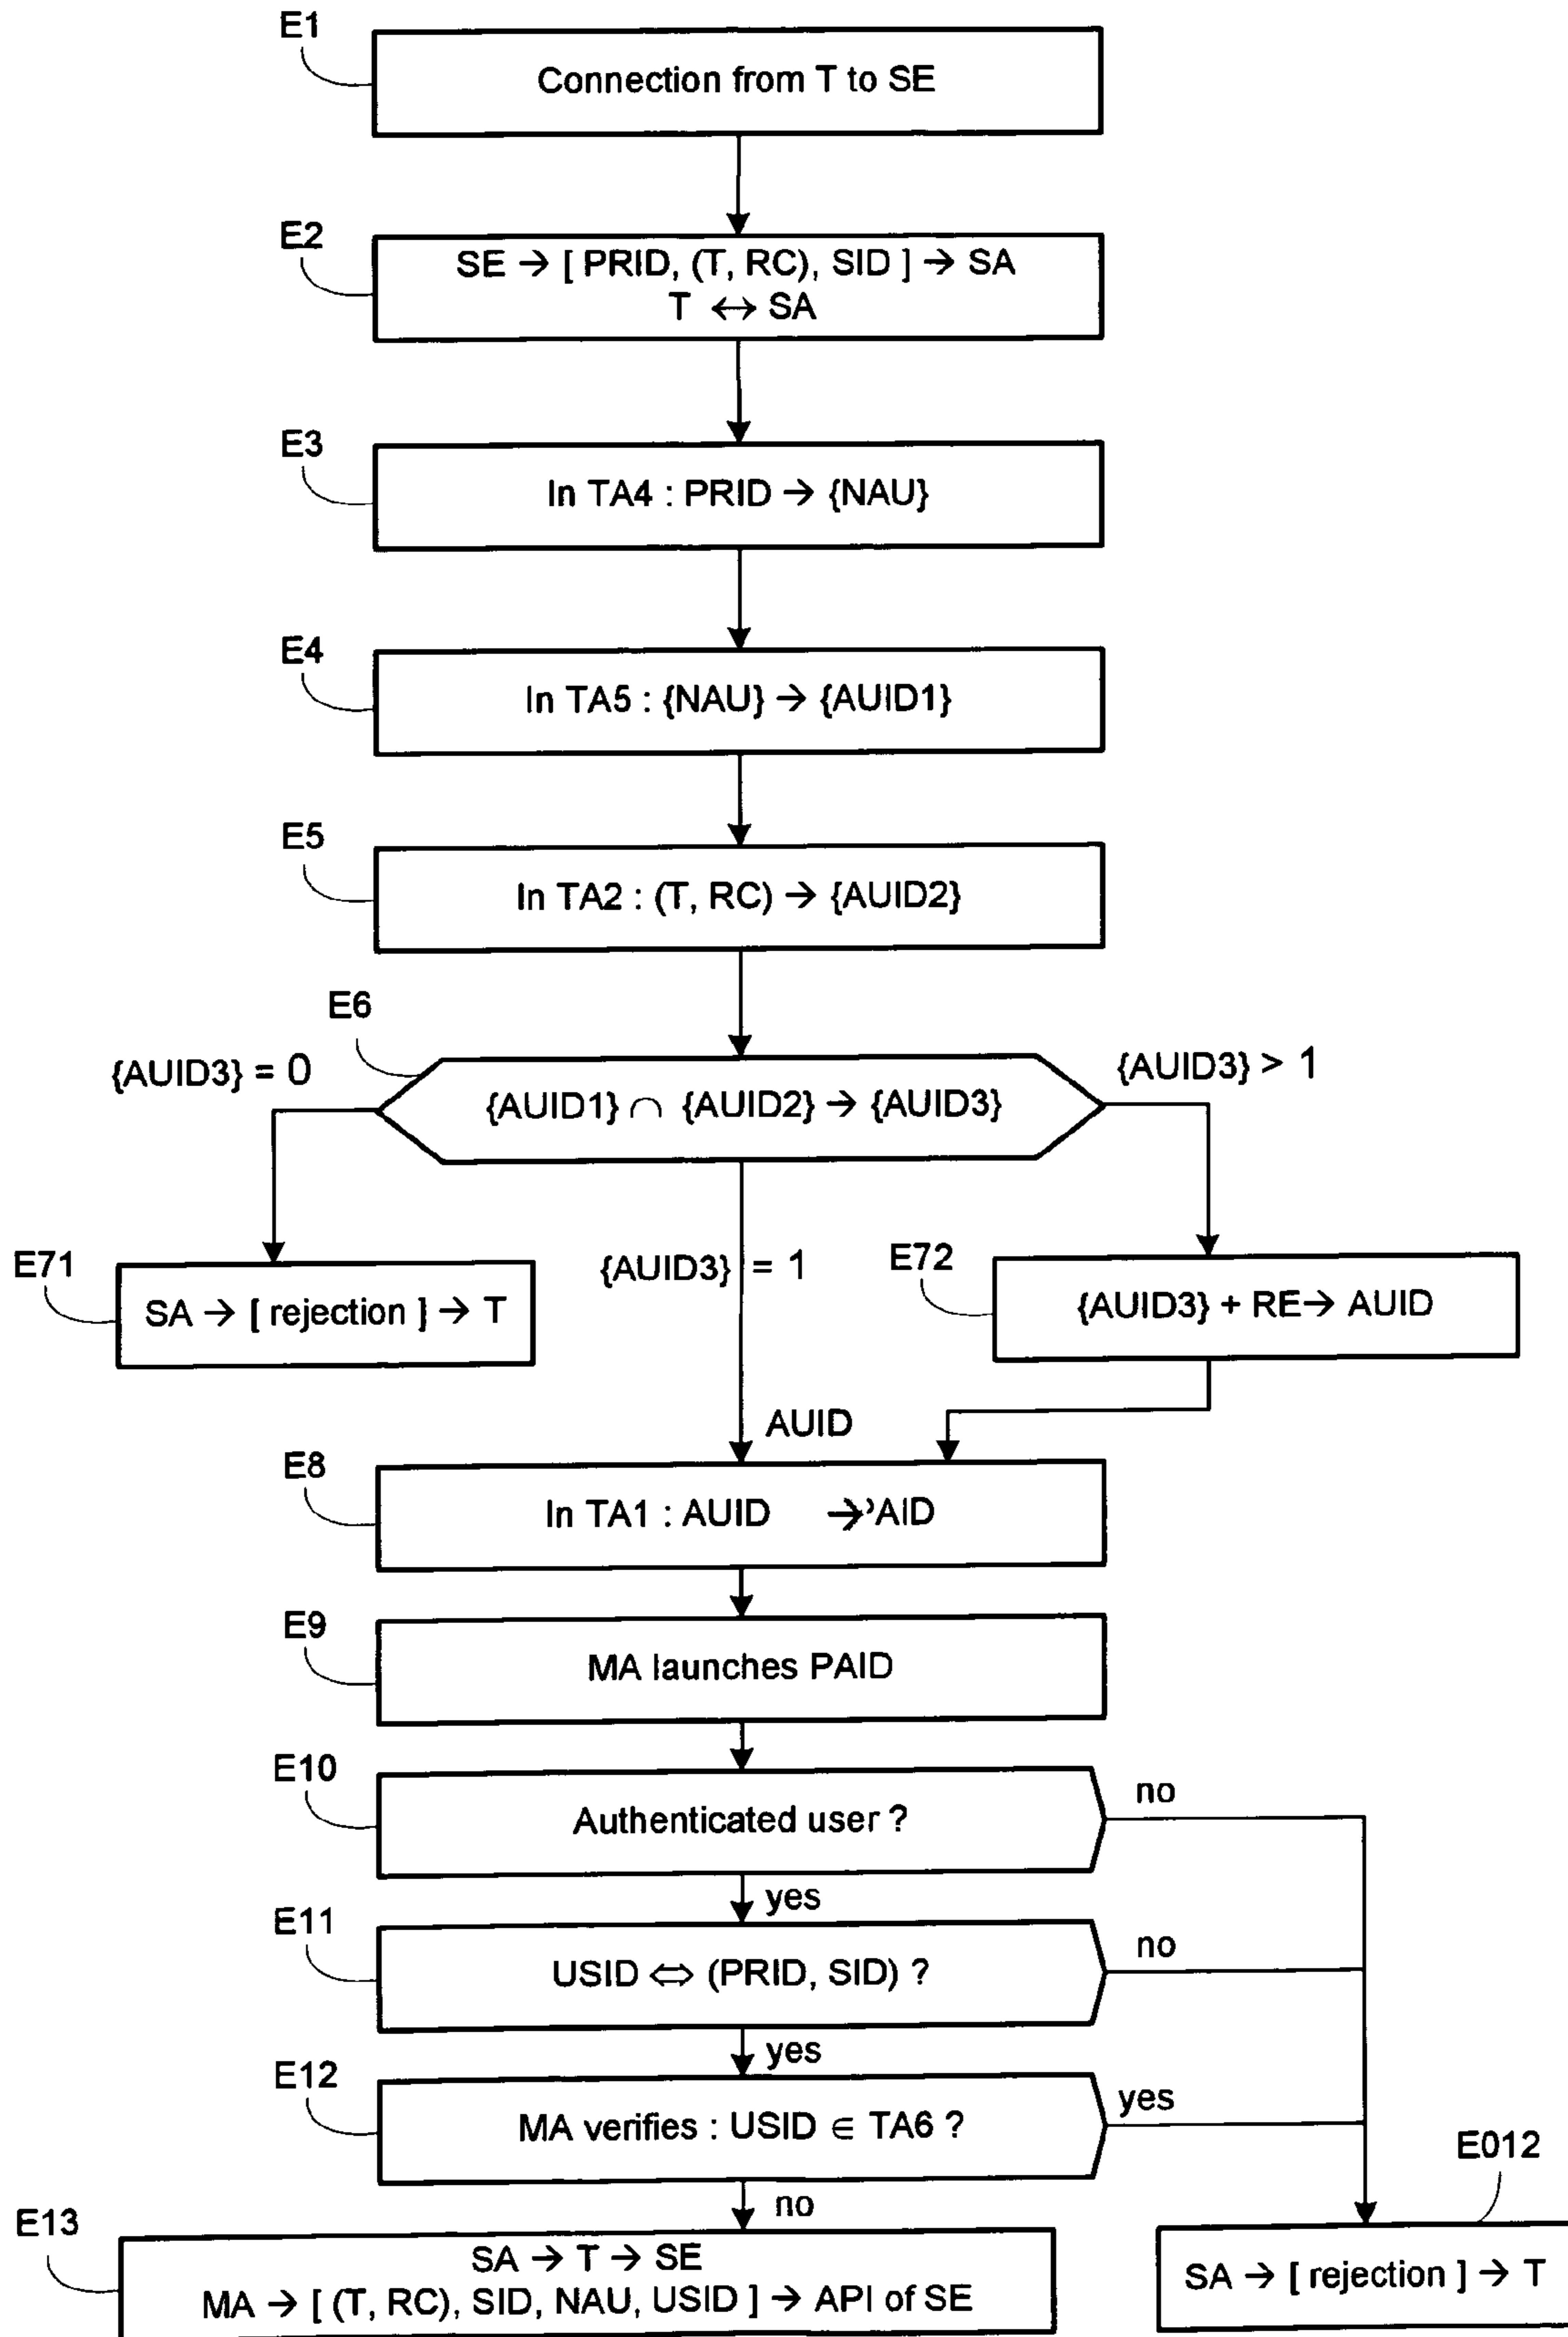 E1
Connection from T to SE
E2
SE → [ PRID, (T, RC), SID ] → SA
T ↔ SA
E3
In TA4 : PRID → {NAU}
E4
In TA5 : {NAU} → {AUID1}
E5
In TA2 : (T, RC) → {AUID2}
E6
{AUID3} = 0
{AUID3} > 1
{AUID1} ∩ {AUID2} → {AUID3}
E71
SA → [ rejection ] → T
{AUID3} = 1
E72
{AUID3} + RE→ AUID
AUID
E8
In TA1 : AUID →'AID
E9
MA launches PAID
E10
Authenticated user ?
no
yes
E11
USID ⇔ (PRID, SID) ?
no
yes
E12
MA verifies : USID ∈ TA6 ?
yes
no
E012
E13
SA → T → SE
MA → [ (T, RC), SID, NAU, USID ] → API of SE
SA → [ rejection ] → T